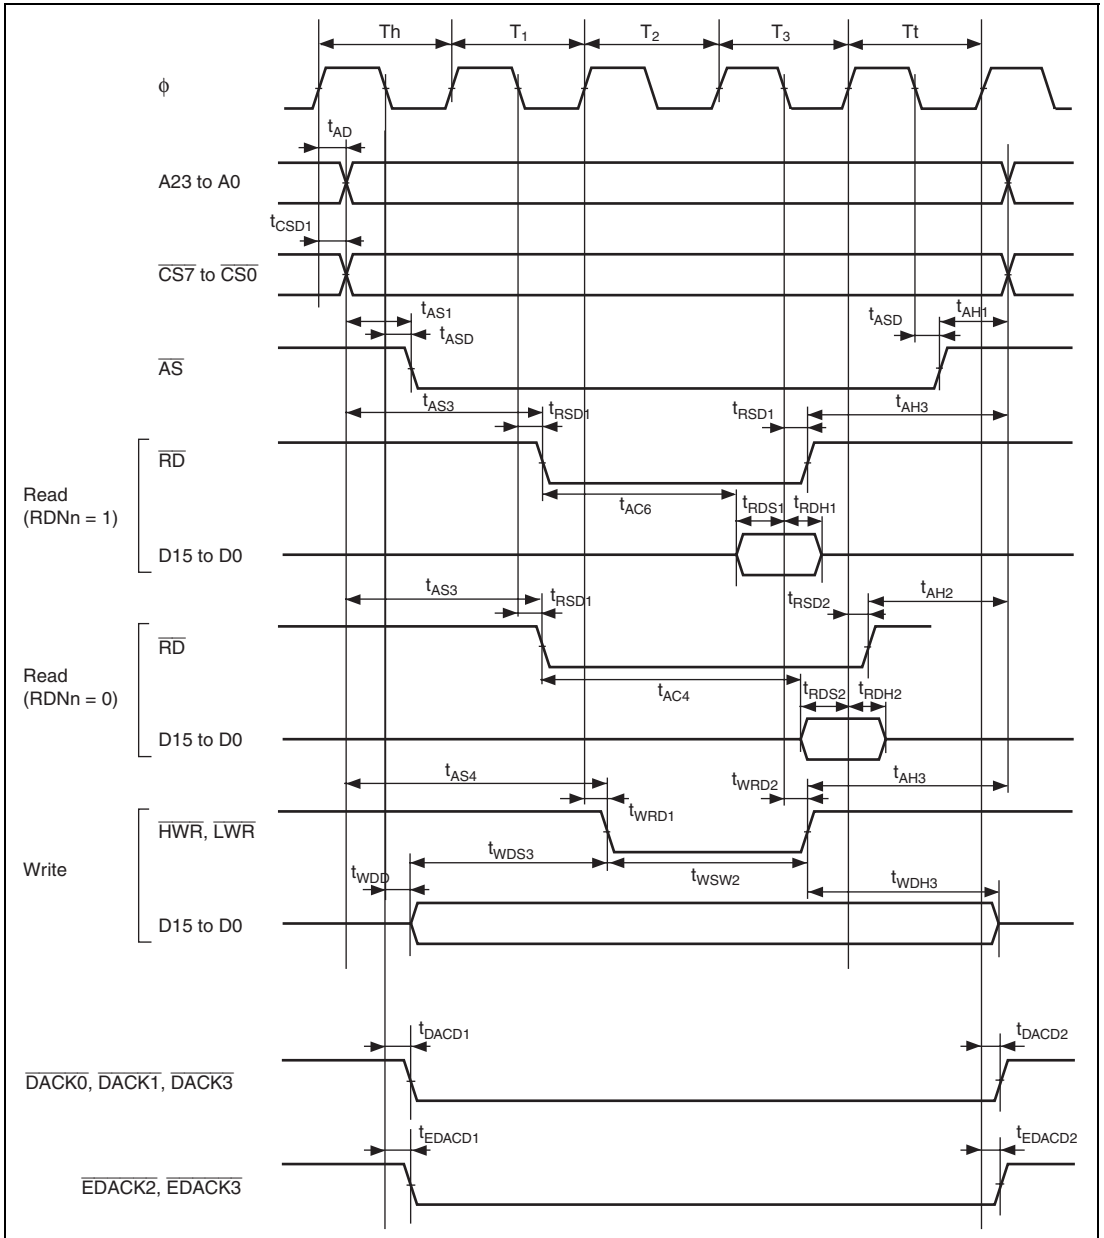 Th T1 T2 T3 Tt
ϕ
tAD
A23 to A0
tCSD1
CS7 to CS0
tAS1 tASD tASD tAH1
AS
tAS3 tRSD1 tRSD1 tAH3
RD
Read
(RDNn = 1)
tAC6 tRDS1 tRDH1
D15 to D0
tAS3 tRSD1 tRSD2 tAH2
RD
Read
(RDNn = 0)
tAC4 tRDS2 tRDH2
D15 to D0
tAS4 tWRD1 tWRD2 tAH3
HWR, LWR
Write
tWDD tWDS3 tWSW2 tWDH3
D15 to D0
tDACD1 tDACD2
DACK0, DACK1, DACK3
tEDACD1 tEDACD2
EDACK2, EDACK3